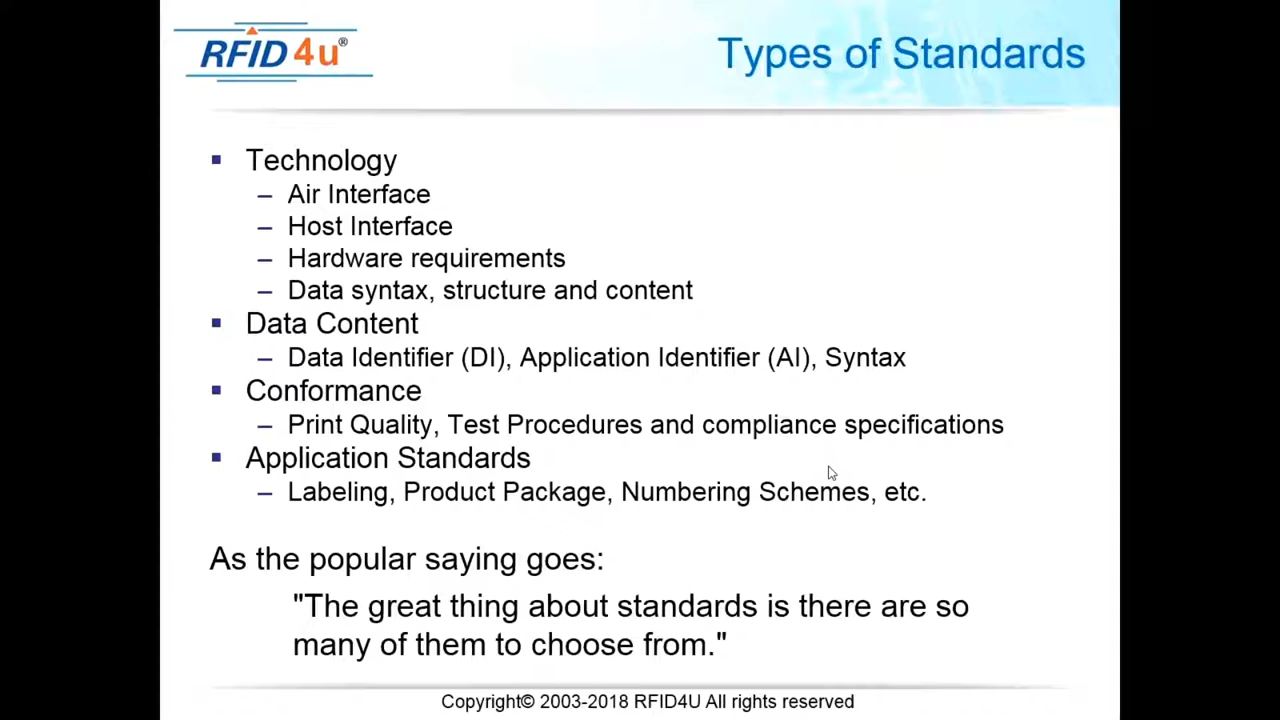 RFID4u®
Types of Standards
Technology
– Air Interface
– Host Interface
– Hardware requirements
– Data syntax, structure and content
Data Content
– Data Identifier (DI), Application Identifier (AI), Syntax
Conformance
– Print Quality, Test Procedures and compliance specifications
Application Standards
– Labeling, Product Package, Numbering Schemes, etc.
As the popular saying goes:
"The great thing about standards is there are so
many of them to choose from."
Copyright© 2003-2018 RFID4U All rights reserved